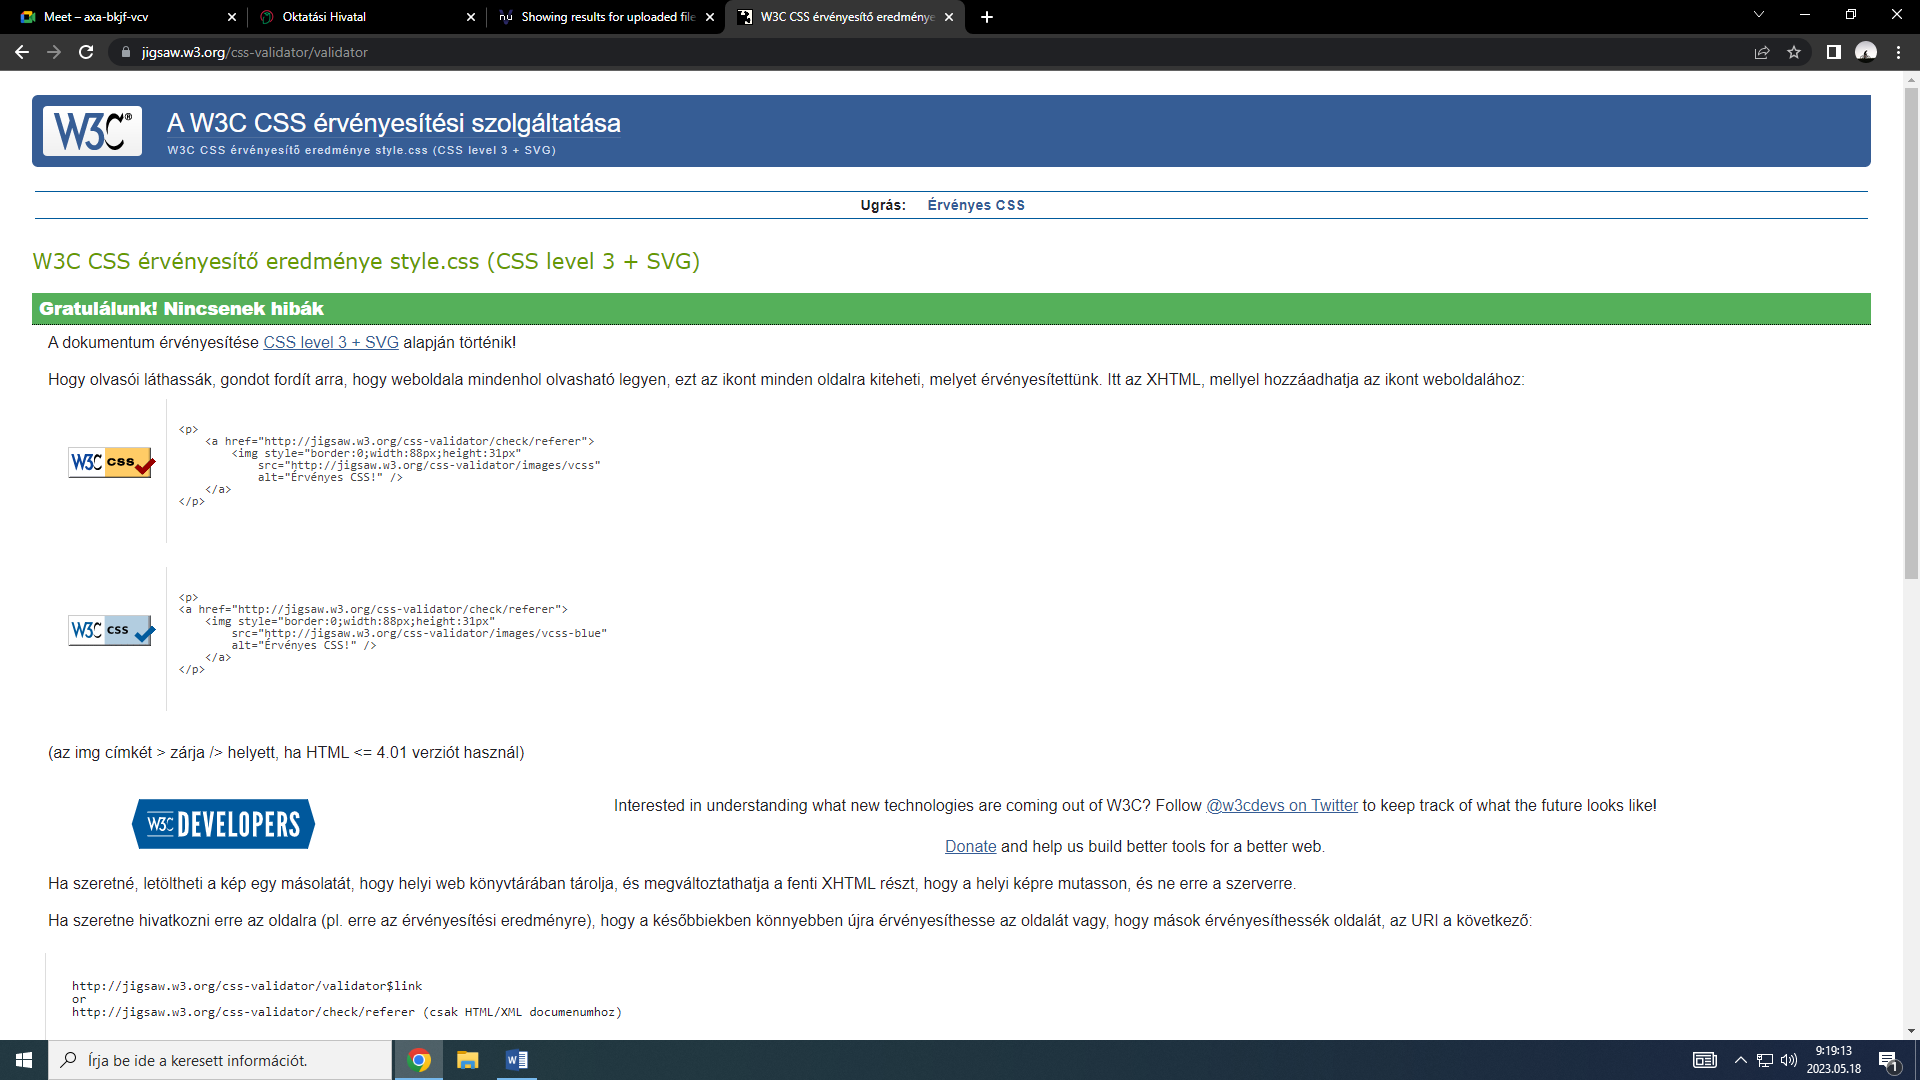 Meet – axa-bkjf-vcv
Oktatási Hivatal
Showing results for uploaded file
W3C CSS érvényesítő eredménye
jigsaw.w3.org/css-validator/validator
W3C®
A W3C CSS érvényesítési szolgáltatása
W3C CSS érvényesítő eredménye style.css (CSS level 3 + SVG)
Ugrás: Érvényes CSS
W3C CSS érvényesítő eredménye style.css (CSS level 3 + SVG)
Gratulálunk! Nincsenek hibák
A dokumentum érvényesítése CSS level 3 + SVG alapján történik!
Hogy olvasói láthassák, gondot fordít arra, hogy weboldala mindenhol olvasható legyen, ezt az ikont minden oldalra kiteheti, melyet érvényesítettünk. Itt az XHTML, mellyel hozzáadhatja az ikont weboldalához:
<p>
<a href="http://jigsaw.w3.org/css-validator/check/referer">
<img style="border:0;width:88px;height:31px"
src="http://jigsaw.w3.org/css-validator/images/vcss"
alt="Érvényes CSS!" />
</a>
</p>
W3C css
<p>
<a href="http://jigsaw.w3.org/css-validator/check/referer">
<img style="border:0;width:88px;height:31px"
src="http://jigsaw.w3.org/css-validator/images/vcss-blue"
alt="Érvényes CSS!" />
</a>
</p>
W3C css
(az img címkét > zárja /> helyett, ha HTML <= 4.01 verziót használ)
W3C DEVELOPERS
Interested in understanding what new technologies are coming out of W3C? Follow @w3cdevs on Twitter to keep track of what the future looks like!
Donate and help us build better tools for a better web.
Ha szeretné, letöltheti a kép egy másolatát, hogy helyi web könyvtárában tárolja, és megváltoztathatja a fenti XHTML részt, hogy a helyi képre mutasson, és ne erre a szerverre.
Ha szeretne hivatkozni erre az oldalra (pl. erre az érvényesítési eredményre), hogy a későbbiekben könnyebben újra érvényesíthesse az oldalát vagy, hogy mások érvényesíthessék oldalát, az URI a következő:
http://jigsaw.w3.org/css-validator/validator$link
or
http://jigsaw.w3.org/css-validator/check/referer (csak HTML/XML documenumhoz)
Írja be ide a keresett információt.
9:19:13
2023.05.18
1